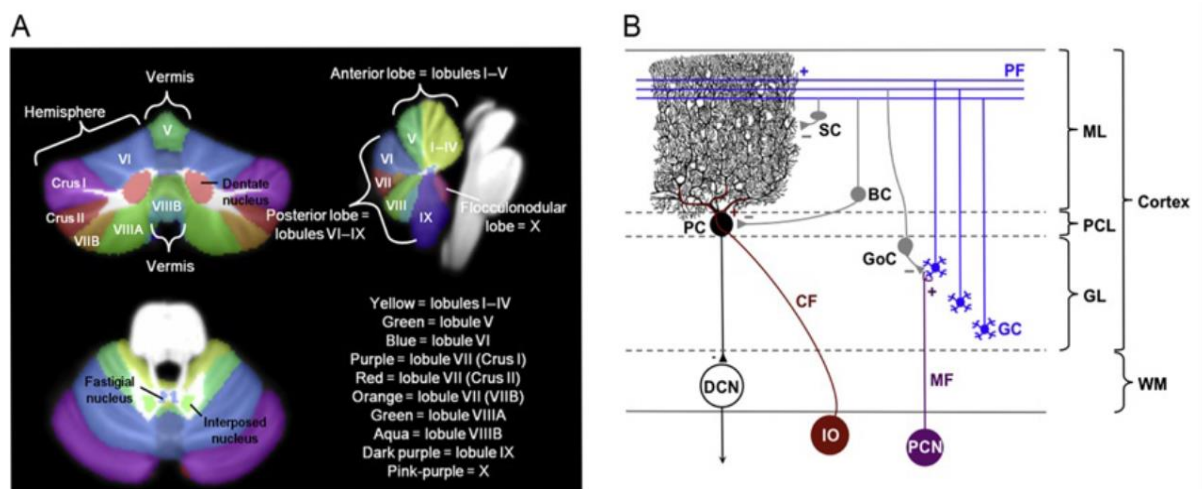 A
Vermis
Anterior lobe = lobules I–V
Hemisphere
V
VI
Crus I
Dentate
nucleus
Crus II
VIIB
VIIIA
VIIIB
Vermis
V
I–IV
VI
VII
VIII
IX
Posterior lobe =
lobules VI–IX
Flocculonodular
lobe = X
Fastigial
nucleus
Interposed
nucleus
Yellow = lobules I–IV
Green = lobule V
Blue = lobule VI
Purple = lobule VII (Crus I)
Red = lobule VII (Crus II)
Orange = lobule VII (VIIB)
Green = lobule VIIIA
Aqua = lobule VIIIB
Dark purple = lobule IX
Pink-purple = X
B
+
PF
SC
–
ML
BC
+
–
PC
PCL
Cortex
GoC
–
+
GL
CF
GC
-
DCN
MF
WM
IO
PCN